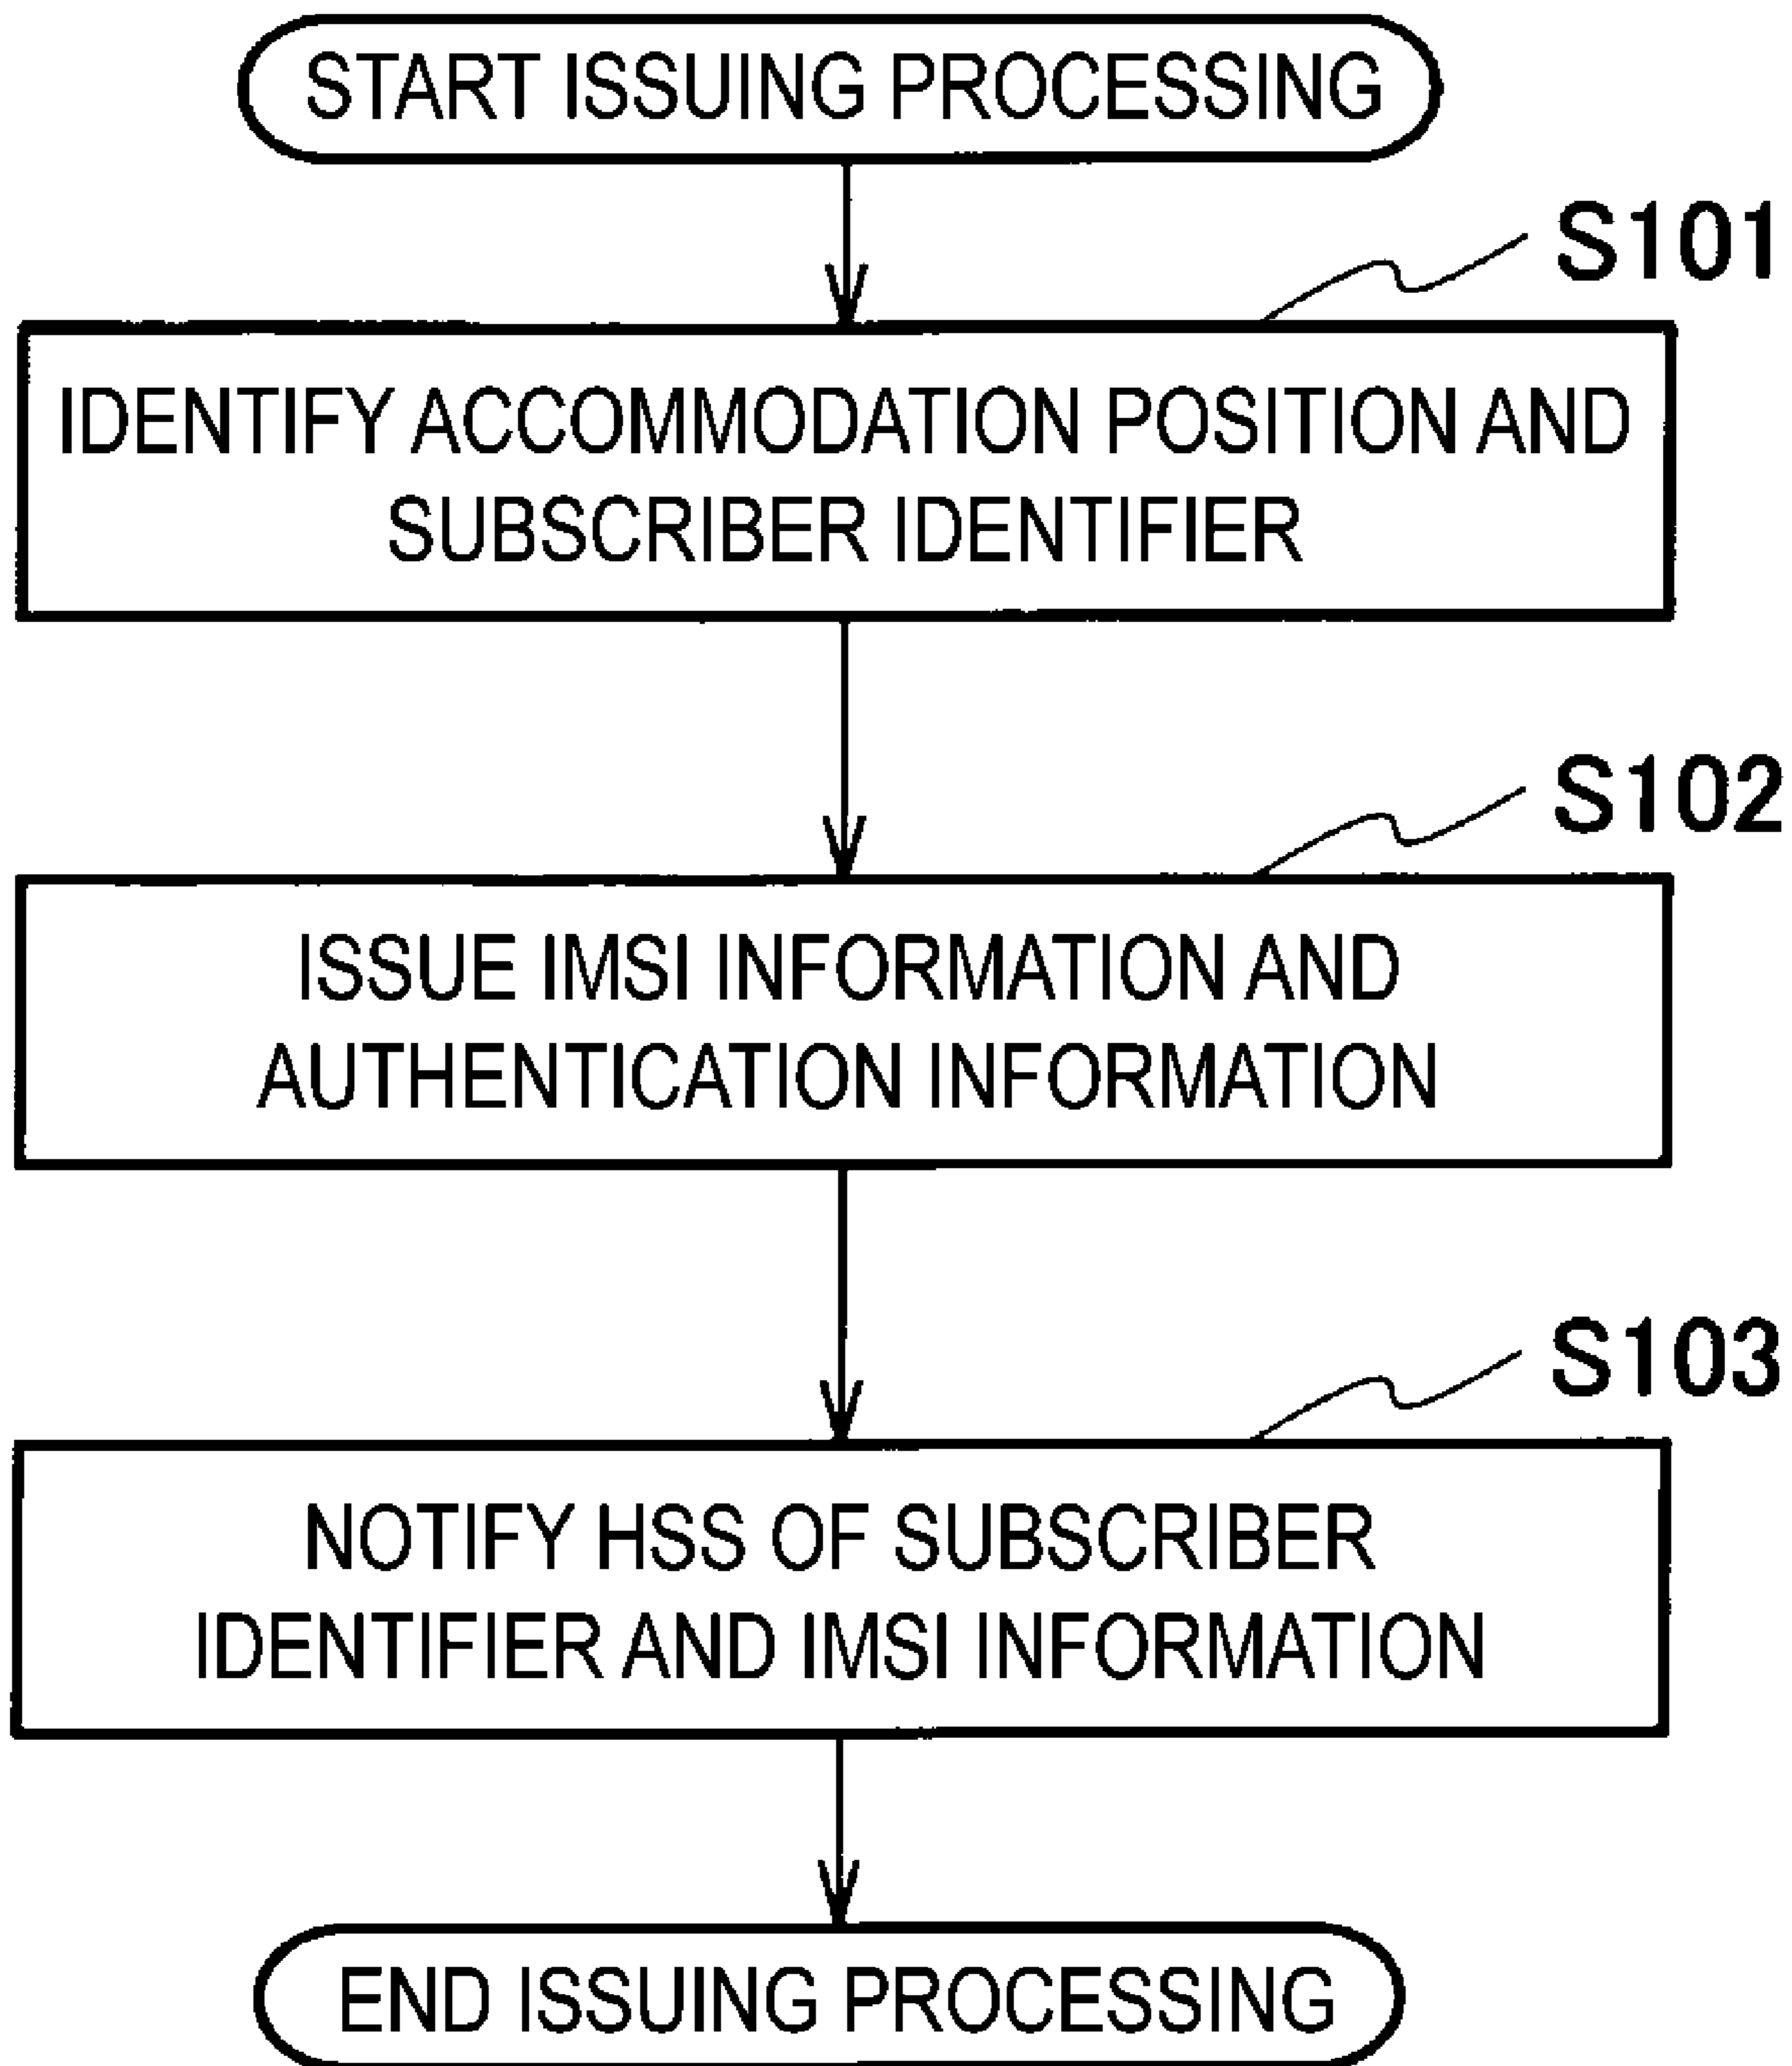 START ISSUING PROCESSING
S101
IDENTIFY ACCOMMODATION POSITION AND
SUBSCRIBER IDENTIFIER
S102
ISSUE IMSI INFORMATION AND
AUTHENTICATION INFORMATION
S103
NOTIFY HSS OF SUBSCRIBER
IDENTIFIER AND IMSI INFORMATION
END ISSUING PROCESSING